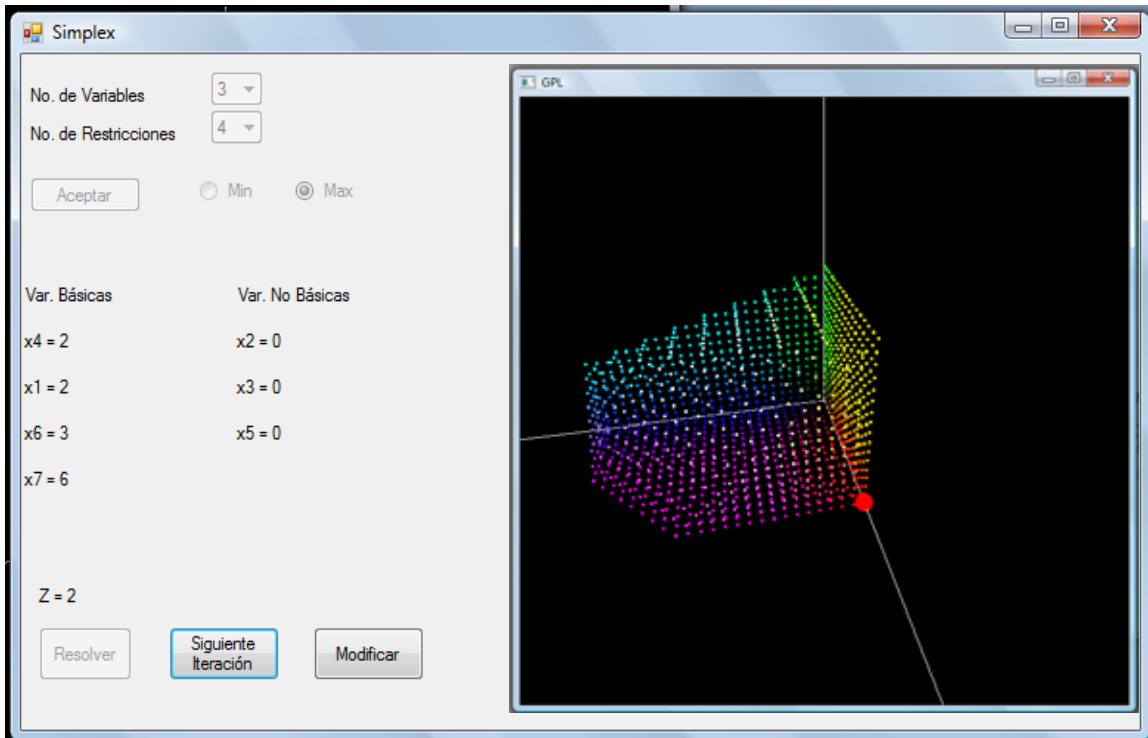 Simplex
No. de Variables
3
No. de Restricciones
4
Aceptar
Min
Max
Var. Básicas
Var. No Básicas
x4 = 2
x2 = 0
x1 = 2
x3 = 0
x6 = 3
x5 = 0
x7 = 6
Z = 2
Resolver
Siguiente
Iteración
Modificar
GPL